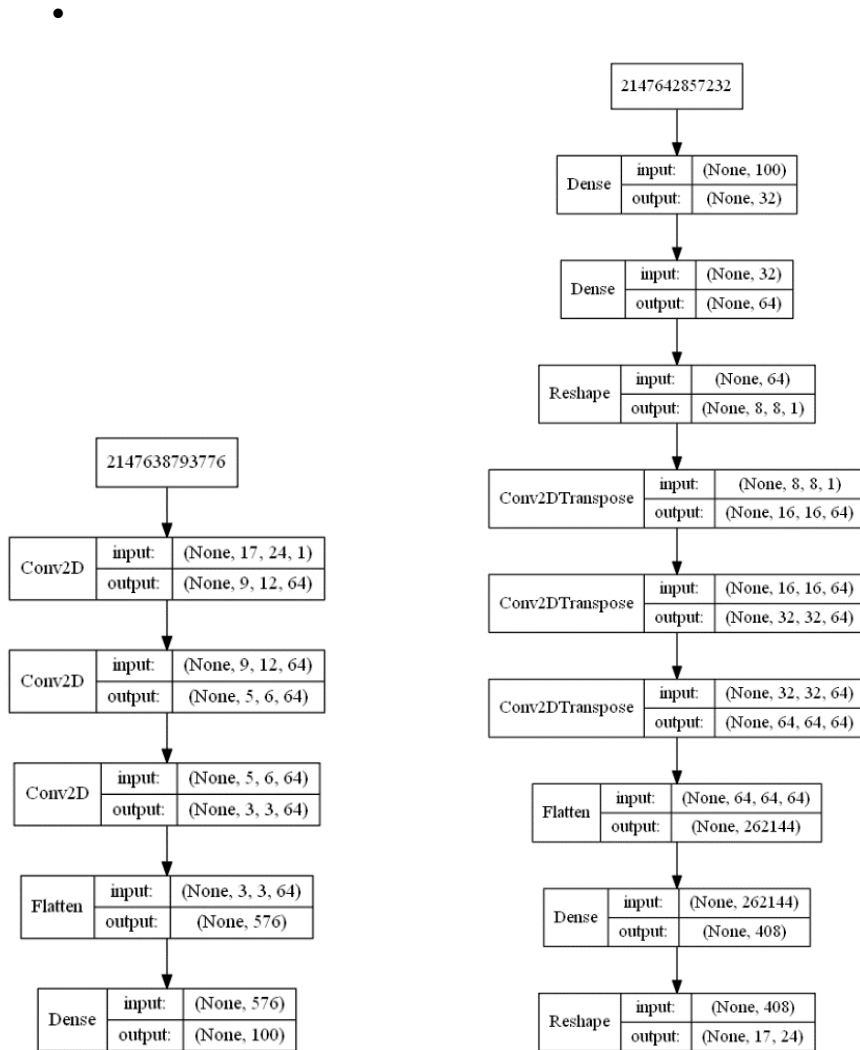 2147638793776
Conv2D input: (None, 17, 24, 1)
output: (None, 9, 12, 64)
Conv2D input: (None, 9, 12, 64)
output: (None, 5, 6, 64)
Conv2D input: (None, 5, 6, 64)
output: (None, 3, 3, 64)
Flatten input: (None, 3, 3, 64)
output: (None, 576)
Dense input: (None, 576)
output: (None, 100)
2147642857232
Dense input: (None, 100)
output: (None, 32)
Dense input: (None, 32)
output: (None, 64)
Reshape input: (None, 64)
output: (None, 8, 8, 1)
Conv2DTranspose input: (None, 8, 8, 1)
output: (None, 16, 16, 64)
Conv2DTranspose input: (None, 16, 16, 64)
output: (None, 32, 32, 64)
Conv2DTranspose input: (None, 32, 32, 64)
output: (None, 64, 64, 64)
Flatten input: (None, 64, 64, 64)
output: (None, 262144)
Dense input: (None, 262144)
output: (None, 408)
Reshape input: (None, 408)
output: (None, 17, 24)